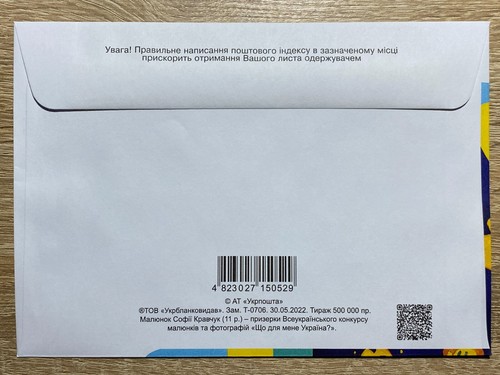 Увага! Правильне написання поштового індексу в зазначеному місці
прискорить отримання Вашого листа одержувачем
4 823027 150529
© АТ «Укрпошта»
®ТОВ «Укрбланковидав». Зам. Т-0706. 30.05.2022. Тираж 500 000 пр.
Малюнок Софії Кравчук (11 р.) – призерки Всеукраїнського конкурсу
малюнків та фотографій «Що для мене Україна?».